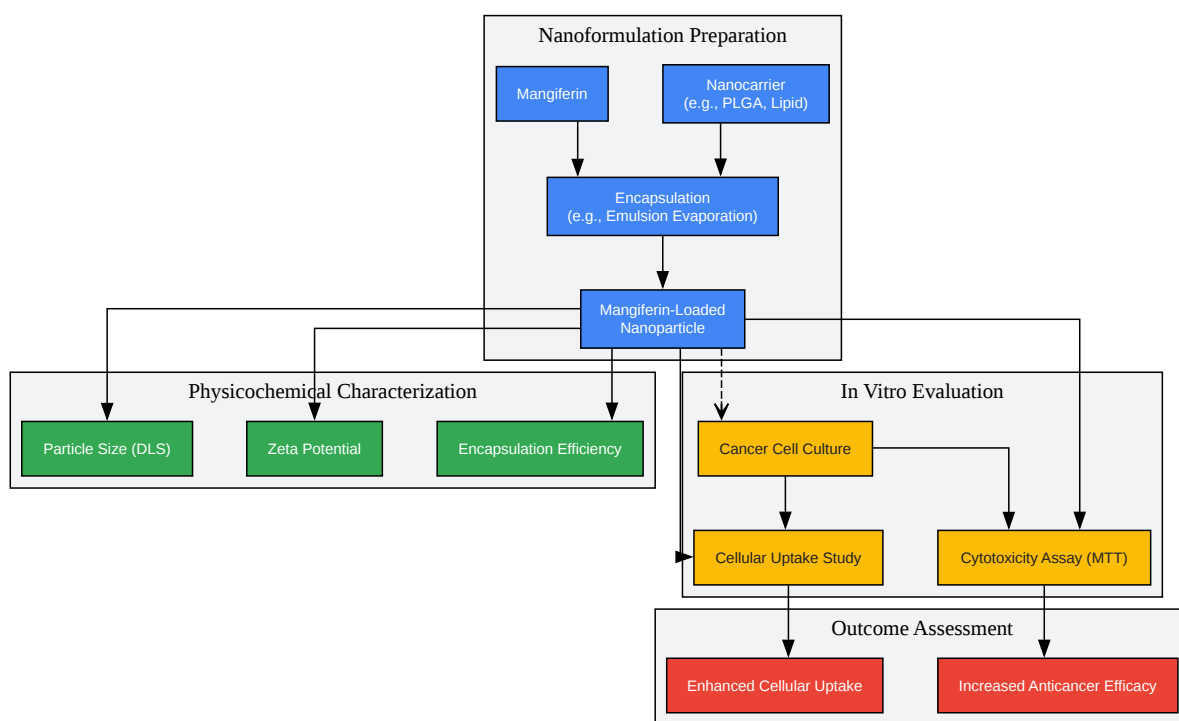 Nanoformulation Preparation
Mangiferin
Nanocarrier
(e.g., PLGA, Lipid)
Encapsulation
(e.g., Emulsion Evaporation)
Mangiferin-Loaded
Nanoparticle
Physicochemical Characterization
Particle Size (DLS)
Zeta Potential
Encapsulation Efficiency
In Vitro Evaluation
Cancer Cell Culture
Cellular Uptake Study
Cytotoxicity Assay (MTT)
Outcome Assessment
Enhanced Cellular Uptake
Increased Anticancer Efficacy